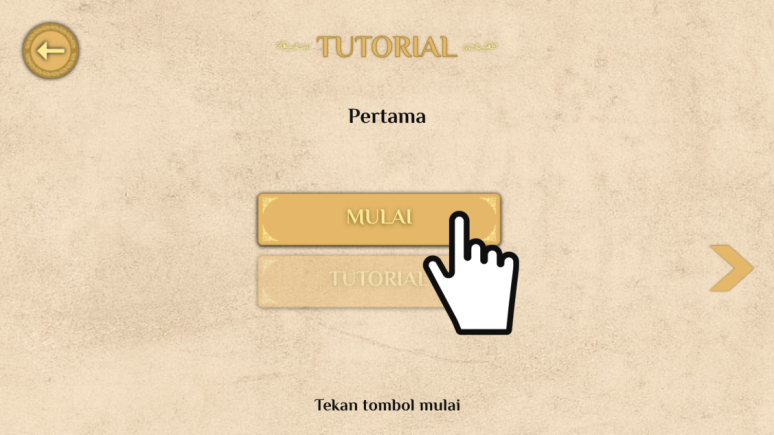 TUTORIAL
Pertama
MULAI
TUTORIAL
Tekan tombol mulai